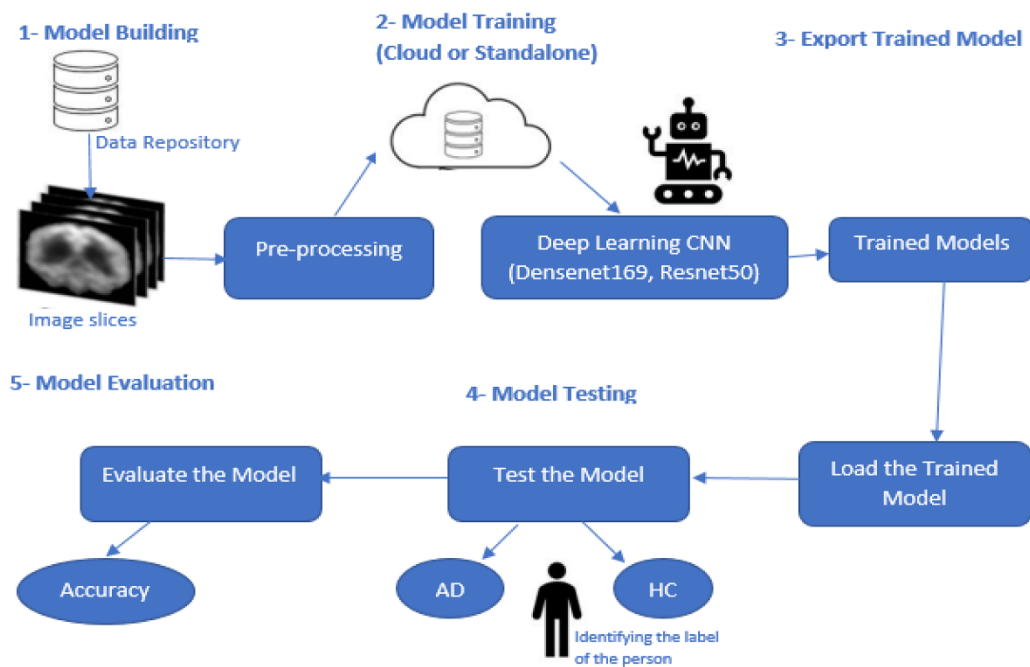 1- Model Building
2- Model Training
(Cloud or Standalone)
3- Export Trained Model
Data Repository
Pre-processing
Deep Learning CNN
(Densenet169, Resnet50)
Trained Models
Image slices
5- Model Evaluation
4- Model Testing
Evaluate the Model
Test the Model
Load the Trained
Model
Accuracy
AD
HC
Identifying the label
of the person